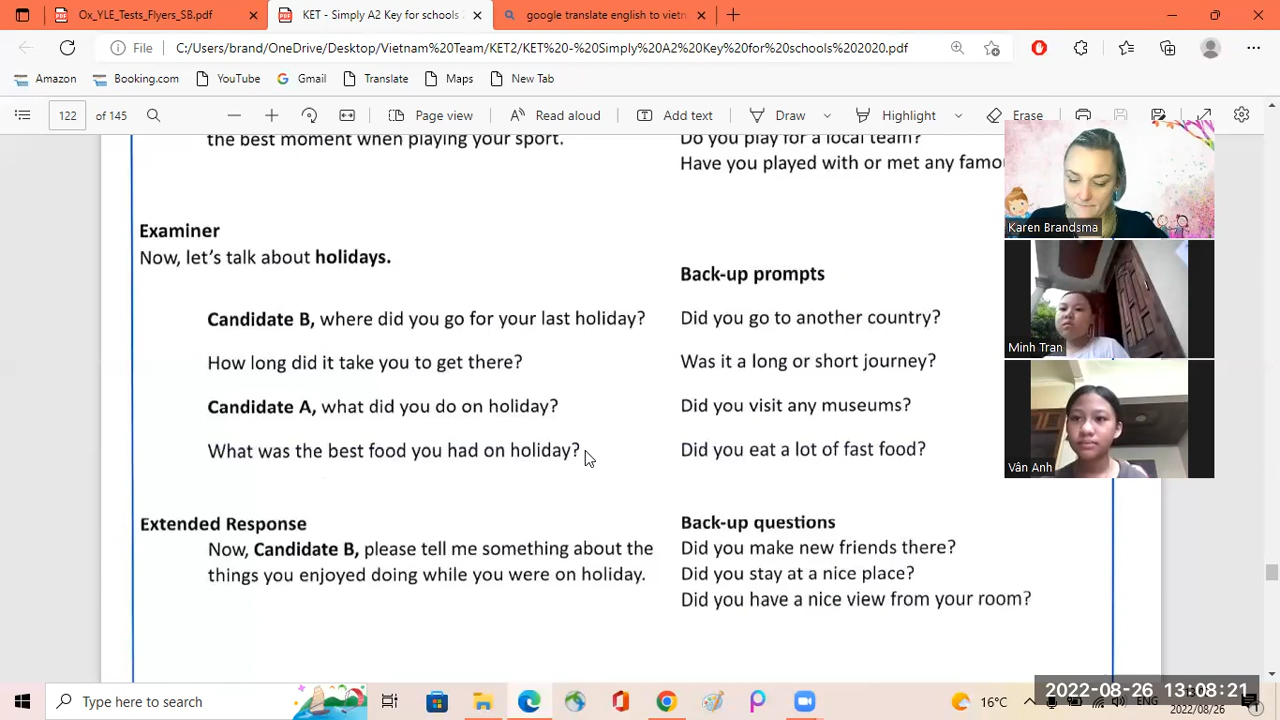 Ox_YLE_Tests_Flyers_SB.pdf
KET - Simply A2 Key for schools
google translate english to vietn
File
C:/Users/brand/OneDrive/Desktop/Vietnam%20Team/KET2/KET%20-%20Simply%20A2%20Key%20for%20schools%202020.pdf
Amazon
Booking.com
YouTube
Gmail
Translate
Maps
New Tab
122 of 145
Page view
Read aloud
Add text
Draw
Highlight
Erase
the best moment when playing your sport.
Do you play for a local team?
Have you played with or met any famo
Examiner
Now, let's talk about holidays.
Back-up prompts
Candidate B, where did you go for your last holiday?
Did you go to another country?
How long did it take you to get there?
Was it a long or short journey?
Candidate A, what did you do on holiday?
Did you visit any museums?
What was the best food you had on holiday?
Did you eat a lot of fast food?
Extended Response
Now, Candidate B, please tell me something about the
things you enjoyed doing while you were on holiday.
Back-up questions
Did you make new friends there?
Did you stay at a nice place?
Did you have a nice view from your room?
Karen Brandsma
Minh Tran
Vân Anh
Type here to search
16°C
ENG
2022-08-26 13:08:21
2022/08/26